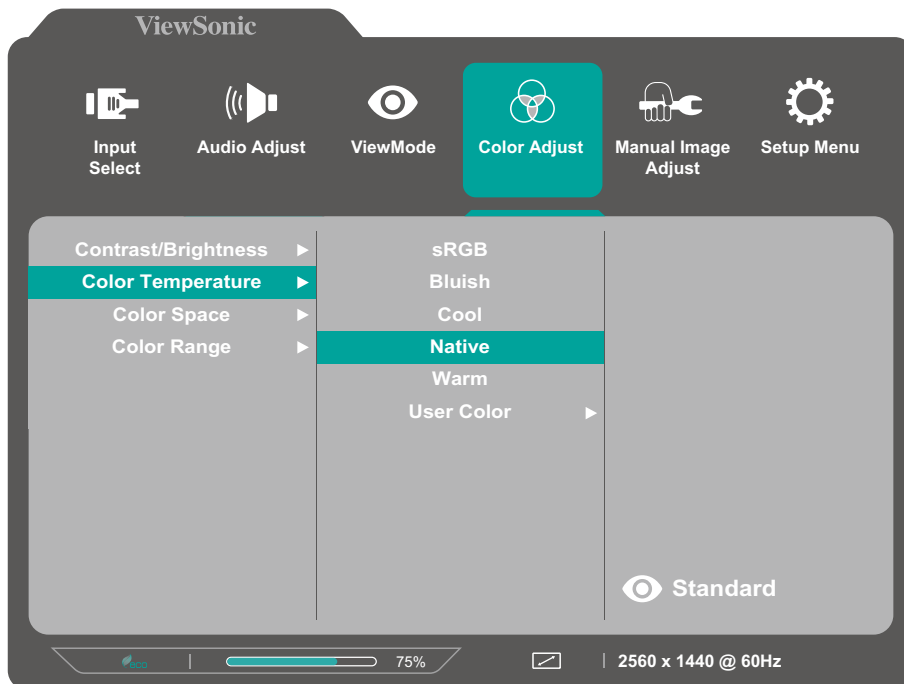 ViewSonic
Input
Select
Audio Adjust
ViewMode
Color Adjust
Manual Image
Adjust
Setup Menu
Contrast/Brightness
Color Temperature
Color Space
Color Range
sRGB
Bluish
Cool
Native
Warm
User Color
Standard
eco
75%
2560 x 1440 @ 60Hz